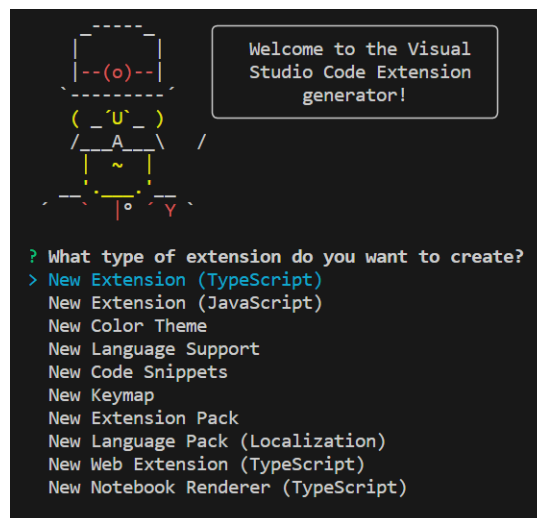 Welcome to the Visual
Studio Code Extension
generator!
? What type of extension do you want to create?
> New Extension (TypeScript)
New Extension (JavaScript)
New Color Theme
New Language Support
New Code Snippets
New Keymap
New Extension Pack
New Language Pack (Localization)
New Web Extension (TypeScript)
New Notebook Renderer (TypeScript)